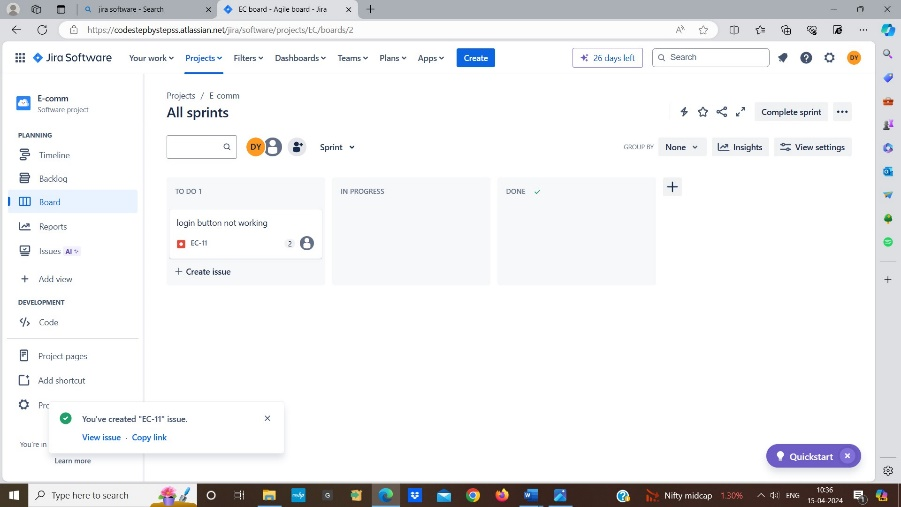 jira software - Search
EC board - Agile board - Jira
https://codestepbystepss.atlassian.net/jira/software/projects/EC/boards/2
Jira Software
Your work
Projects
Filters
Dashboards
Teams
Plans
Apps
Create
26 days left
Search
DY
E-comm
Software project
Projects / E comm
All sprints
Complete sprint
PLANNING
Timeline
Backlog
Board
Reports
Issues AI
Add view
DEVELOPMENT
Code
Project pages
Add shortcut
DY
Sprint
GROUP BY
None
Insights
View settings
TO DO 1
IN PROGRESS
DONE
login button not working
EC-11
2
Create issue
You've created "EC-11" issue.
View issue · Copy link
You're in
Learn more
Quickstart
Type here to search
Nifty midcap 1.30%
ENG
10:36
15-04-2024